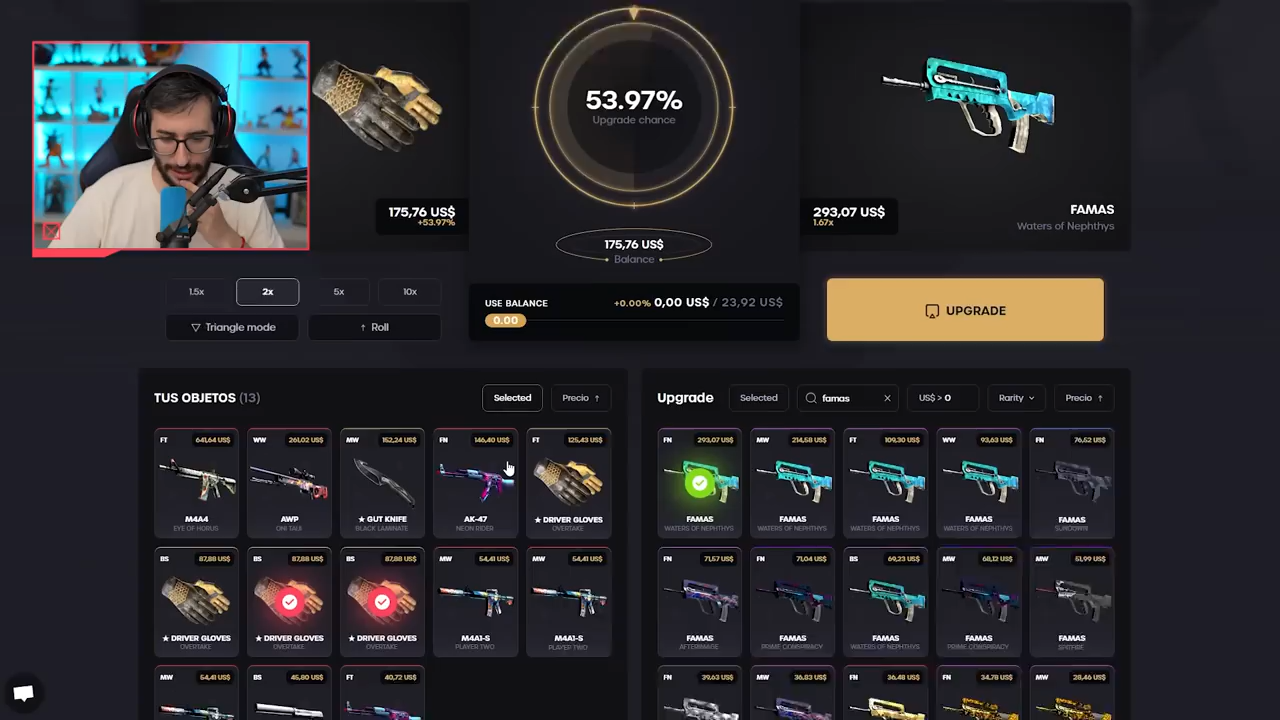 53.97%
Upgrade chance
175,76 US$
+53.97%
293,07 US$
1.67x
FAMAS
Waters of Nephthys
175,76 US$
Balance
1.5x
2x
5x
10x
USE BALANCE
+0.00% 0,00 US$ / 23,92 US$
0.00
UPGRADE
Triangle mode
↑ Roll
TUS OBJETOS (13)
Selected
Precio ↑
Upgrade
Selected
famas
US$ > 0
Rarity
Precio ↑
FT 641,64 US$
M4A4
EYE OF HORUS
WW 261,02 US$
AWP
ONI TAIJI
MW 152,24 US$
★ GUT KNIFE
BLACK LAMINATE
FN 146,40 US$
AK-47
NEON RIDER
FT 125,43 US$
★ DRIVER GLOVES
OVERTAKE
FN 293,07 US$
FAMAS
WATERS OF NEPHTHYS
MW 214,58 US$
FAMAS
WATERS OF NEPHTHYS
FT 109,30 US$
FAMAS
WATERS OF NEPHTHYS
WW 93,63 US$
FAMAS
WATERS OF NEPHTHYS
FN 76,52 US$
FAMAS
BS 87,88 US$
★ DRIVER GLOVES
OVERTAKE
BS 87,88 US$
★ DRIVER GLOVES
OVERTAKE
BS 87,88 US$
★ DRIVER GLOVES
OVERTAKE
MW 54,41 US$
M4A1-S
PLAYER TWO
MW 54,41 US$
M4A1-S
PLAYER TWO
FN 71,57 US$
FAMAS
AFTERIMAGE
FN 71,04 US$
FAMAS
PRIME CONSPIRACY
BS 69,23 US$
FAMAS
WATERS OF NEPHTHYS
MW 68,12 US$
FAMAS
PRIME CONSPIRACY
MW 51,99 US$
FAMAS
SPITFIRE
MW 54,41 US$
BS 45,80 US$
FT 40,72 US$
FN 39,63 US$
MW 36,83 US$
FN 36,48 US$
FN 34,78 US$
MW 28,46 US$